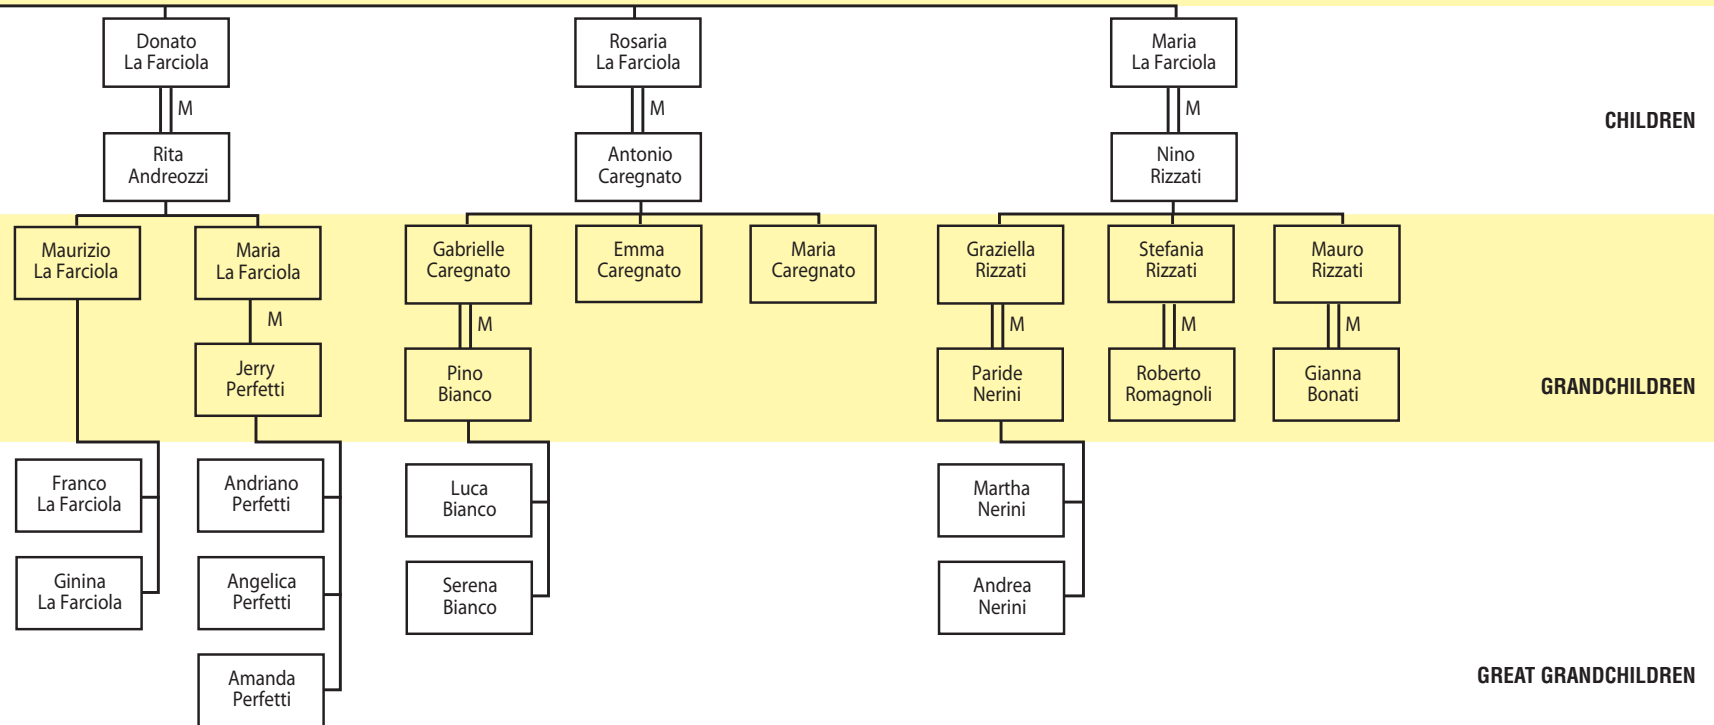 Donato
La Farciola
Rosaria
La Farciola
Maria
La Farciola
M
M
M
CHILDREN
Rita
Andreozzi
Antonio
Caregnato
Nino
Rizzati
Maurizio
La Farciola
Maria
La Farciola
Gabrielle
Caregnato
Emma
Caregnato
Maria
Caregnato
Graziella
Rizzati
Stefania
Rizzati
Mauro
Rizzati
M
M
M
M
M
Jerry
Perfetti
Pino
Bianco
Paride
Nerini
Roberto
Romagnoli
Gianna
Bonati
GRANDCHILDREN
Franco
La Farciola
Andriano
Perfetti
Luca
Bianco
Martha
Nerini
Ginina
La Farciola
Angelica
Perfetti
Serena
Bianco
Andrea
Nerini
Amanda
Perfetti
GREAT GRANDCHILDREN